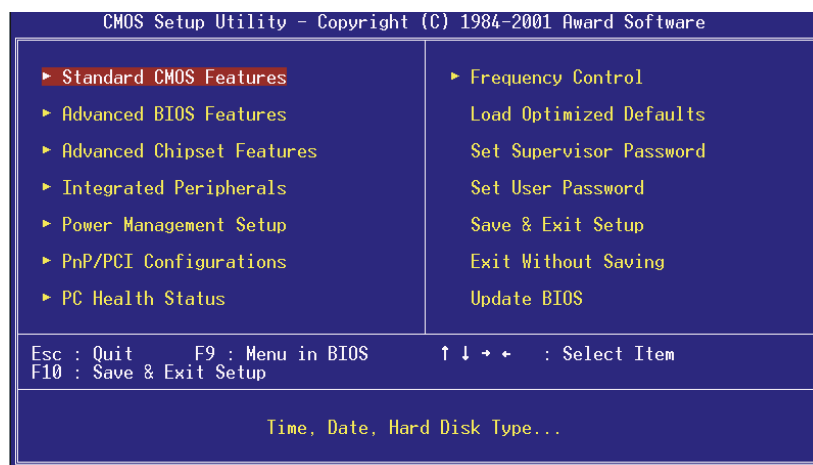 CMOS Setup Utility - Copyright (C) 1984-2001 Award Software
► Standard CMOS Features
► Advanced BIOS Features
► Advanced Chipset Features
► Integrated Peripherals
► Power Management Setup
► PnP/PCI Configurations
► PC Health Status
► Frequency Control
Load Optimized Defaults
Set Supervisor Password
Set User Password
Save & Exit Setup
Exit Without Saving
Update BIOS
Esc : Quit F9 : Menu in BIOS ↑ ↓ → ← : Select Item
F10 : Save & Exit Setup
Time, Date, Hard Disk Type...